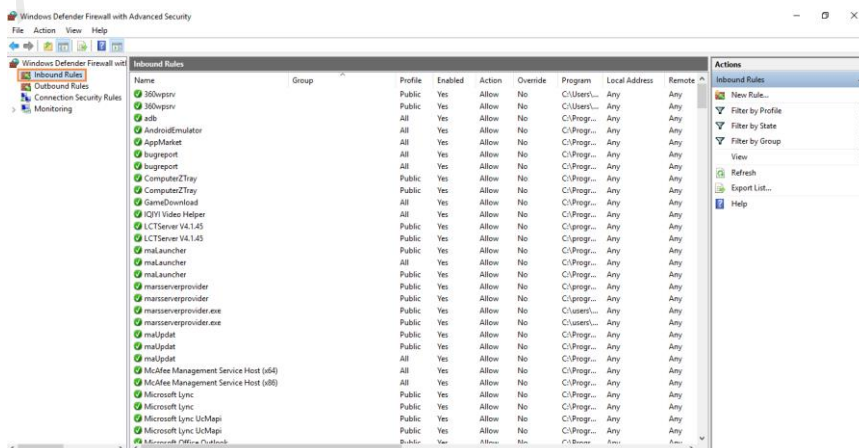 Windows Defender Firewall with Advanced Security
File Action View Help
Windows Defender Firewall with
Inbound Rules
Outbound Rules
Connection Security Rules
Monitoring
Inbound Rules
Name Group Profile Enabled Action Override Program Local Address Remote
360wpsrv Public Yes Allow No C:\Users\... Any Any
360wpsrv Public Yes Allow No C:\Users\... Any Any
adb All Yes Allow No C:\Progr... Any Any
AndroidEmulator All Yes Allow No C:\Progr... Any Any
AppMarket All Yes Allow No C:\Progr... Any Any
bugreport All Yes Allow No C:\Progr... Any Any
bugreport All Yes Allow No C:\Progr... Any Any
ComputerZTray Public Yes Allow No C:\Progr... Any Any
ComputerZTray Public Yes Allow No C:\Progr... Any Any
GameDownload All Yes Allow No C:\Progr... Any Any
IQIYI Video Helper All Yes Allow No C:\Progr... Any Any
LCTServer V4.1.45 Public Yes Allow No C:\progr... Any Any
LCTServer V4.1.45 Public Yes Allow No C:\progr... Any Any
maLauncher Public Yes Allow No C:\Progr... Any Any
maLauncher All Yes Allow No C:\Progr... Any Any
maLauncher Public Yes Allow No C:\Progr... Any Any
marsserverprovider Public Yes Allow No C:\progr... Any Any
marsserverprovider Public Yes Allow No C:\progr... Any Any
marsserverprovider.exe Public Yes Allow No C:\users\... Any Any
marsserverprovider.exe Public Yes Allow No C:\users\... Any Any
maUpdat Public Yes Allow No C:\Progr... Any Any
maUpdat Public Yes Allow No C:\Progr... Any Any
maUpdat All Yes Allow No C:\Progr... Any Any
McAfee Management Service Host (x64) All Yes Allow No C:\Progr... Any Any
McAfee Management Service Host (x86) All Yes Allow No C:\Progr... Any Any
Microsoft Lync Public Yes Allow No C:\Progr... Any Any
Microsoft Lync Public Yes Allow No C:\Progr... Any Any
Microsoft Lync UcMapi Public Yes Allow No C:\Progr... Any Any
Microsoft Lync UcMapi Public Yes Allow No C:\Progr... Any Any
Microsoft Office Outlook Public Yes Allow No C:\Progr... Any Any
Actions
Inbound Rules
New Rule...
Filter by Profile
Filter by State
Filter by Group
View
Refresh
Export List...
Help